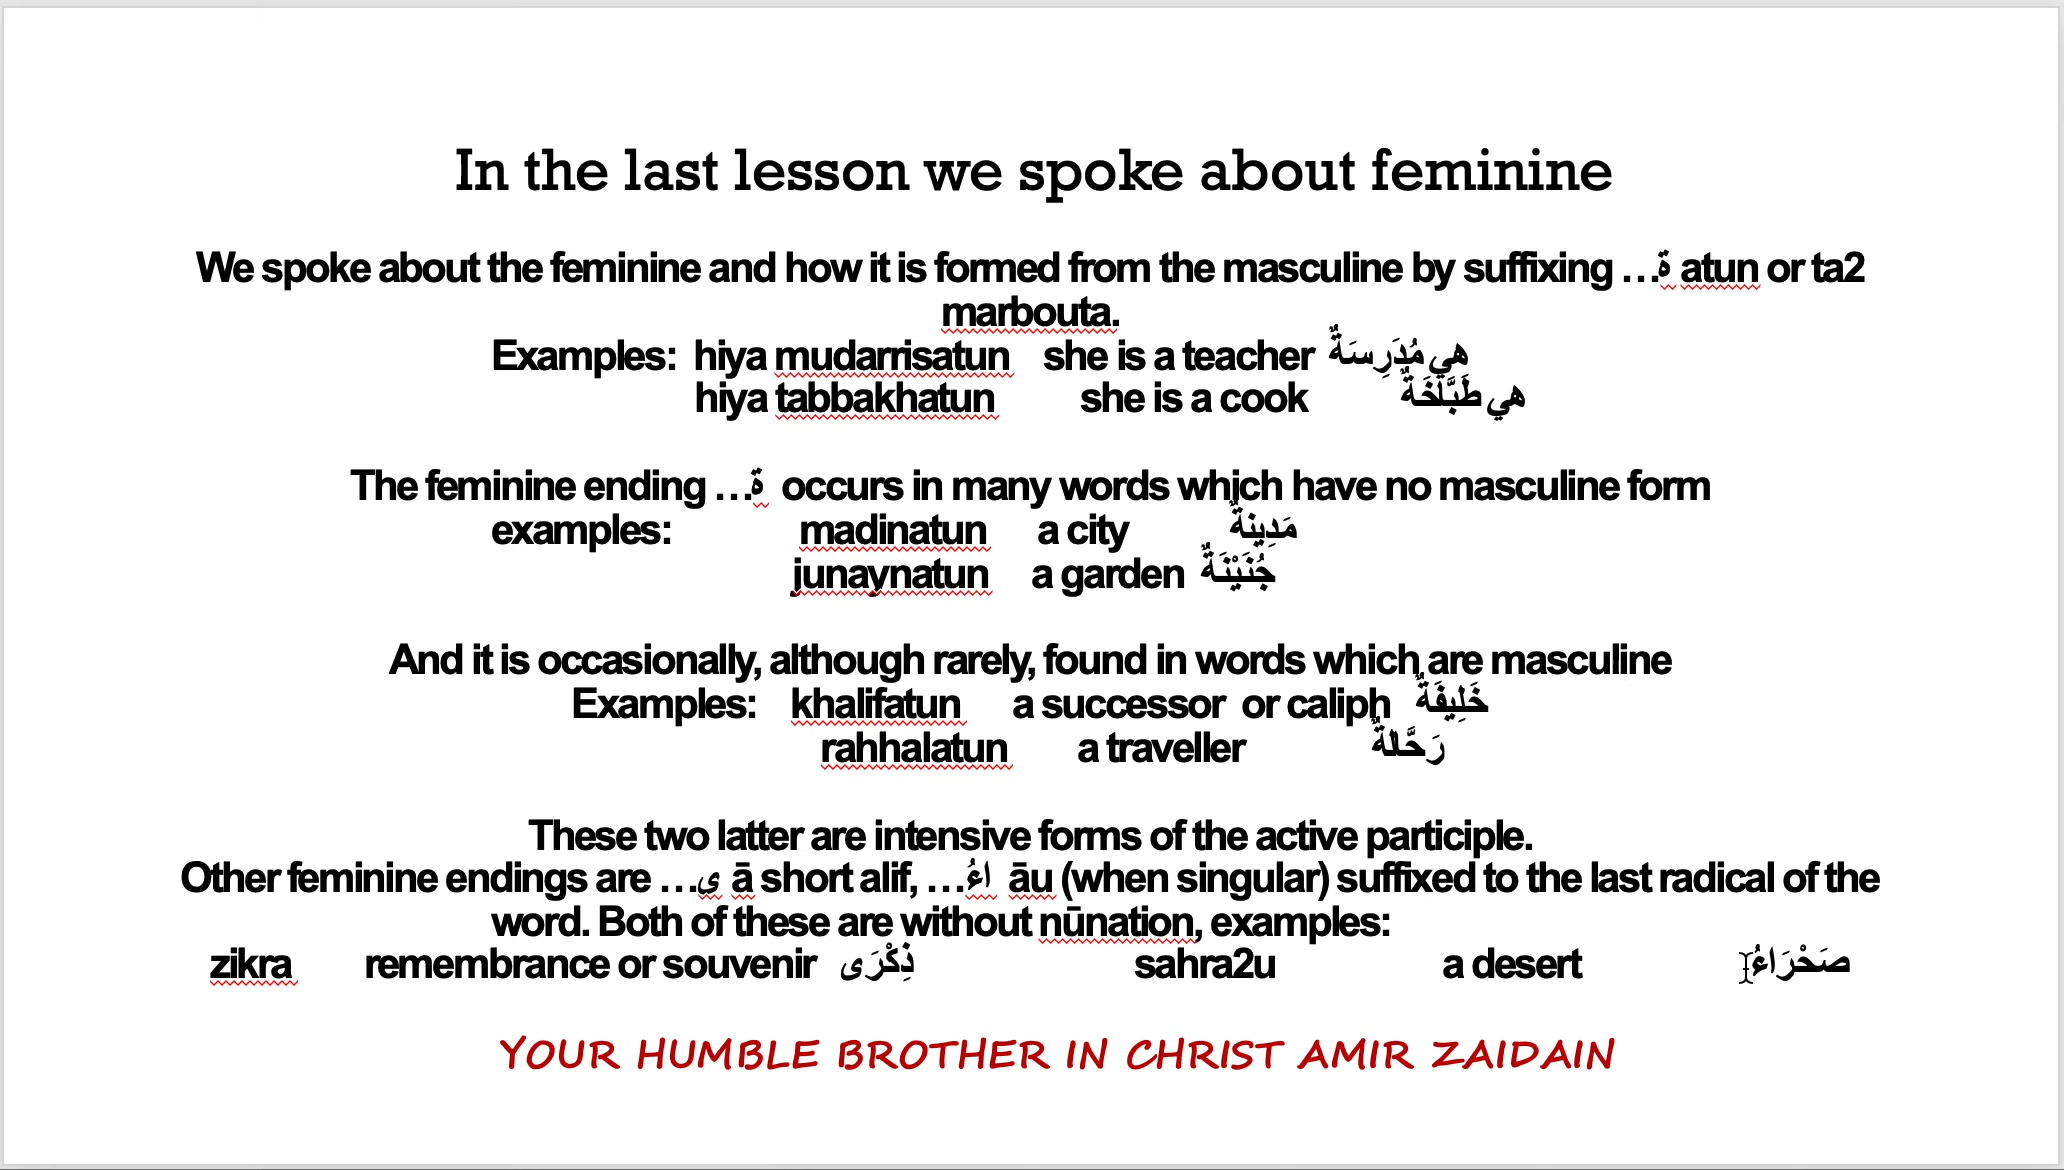 In the last lesson we spoke about feminine
We spoke about the feminine and how it is formed from the masculine by suffixing …ة atun or ta2
marbouta.
Examples: hiya mudarrisatun she is a teacher هي مُدَرِسَةٌ
hiya tabbakhatun she is a cook هي طَبَّاخَةٌ
The feminine ending …ة occurs in many words which have no masculine form
examples: madinatun a city مَدِينةٌ
junaynatun a garden جُنَيْنَةٌ
And it is occasionally, although rarely, found in words which are masculine
Examples: khalifatun a successor or caliph خَلِيفَةٌ
rahhalatun a traveller رَحَّالةٌ
These two latter are intensive forms of the active participle.
Other feminine endings are …ى ā short alif, …اءُ āu (when singular) suffixed to the last radical of the
word. Both of these are without nūnation, examples:
zikra remembrance or souvenir ذِكْرَى sahra2u a desert صَحْرَاءُ
YOUR HUMBLE BROTHER IN CHRIST AMIR ZAIDAIN